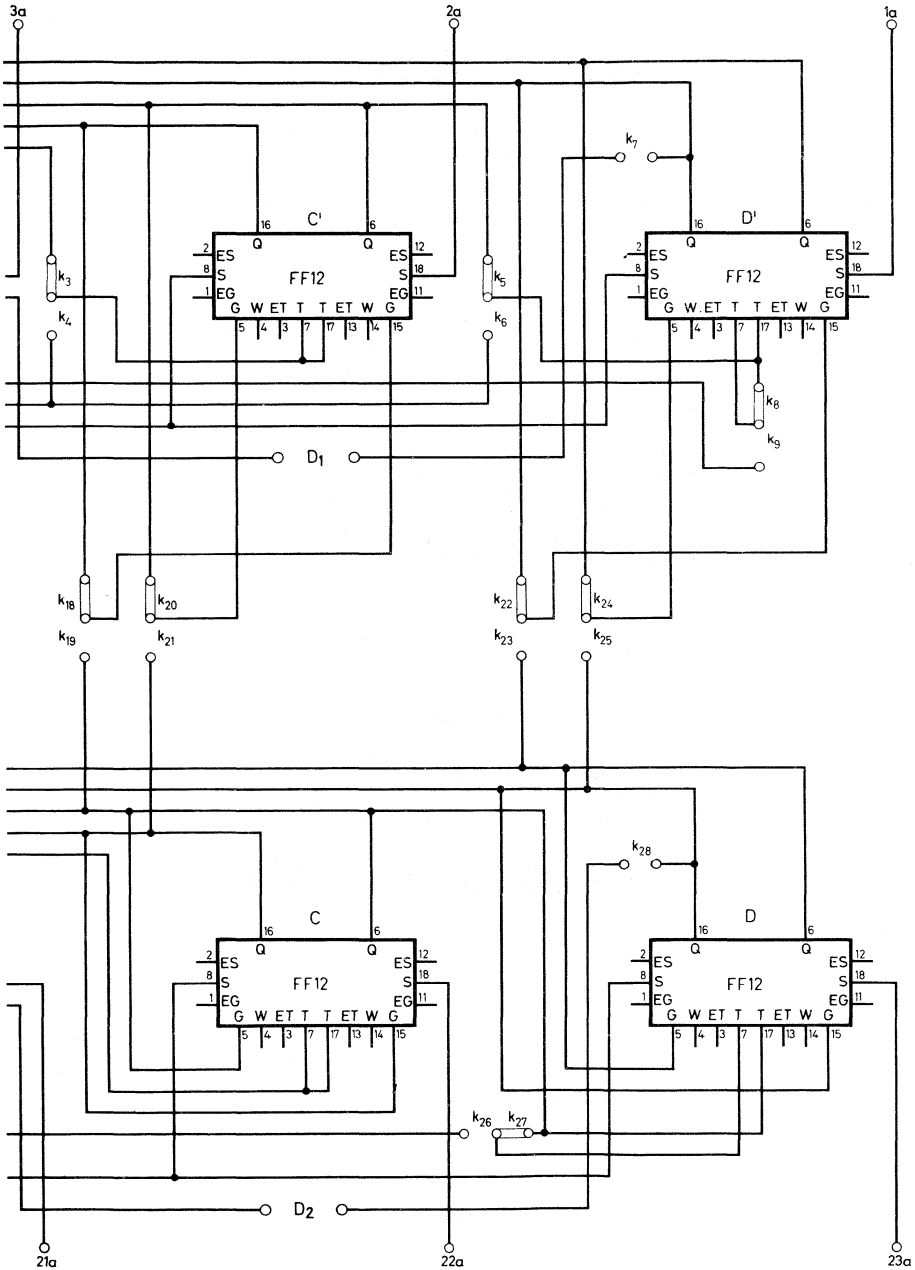 3a 2a 1a
k7
C' D'
16 6 16 6
2 ES Q Q ES 12 2 ES Q Q ES 12
8 S FF12 S 18 8 S FF12 S 18
1 EG EG 11 1 EG EG 11
G W ET T T ET W G G W. ET T T ET W G
5 4 3 7 17 13 14 15 5 4 3 7 17 13 14 15
k3 k5
k4 k6
k8
k9
D1
k18 k20 k22 k24
k19 k21 k23 k25
k28
C D
16 6 16 6
2 ES Q Q ES 12 2 ES Q Q ES 12
8 S FF12 S 18 8 S FF12 S 18
1 EG EG 11 1 EG EG 11
G W ET T T ET W G G W ET T T ET W G
5 4 3 7 17 13 14 15 5 4 3 7 17 13 14 15
k26 k27
D2
21a 22a 23a